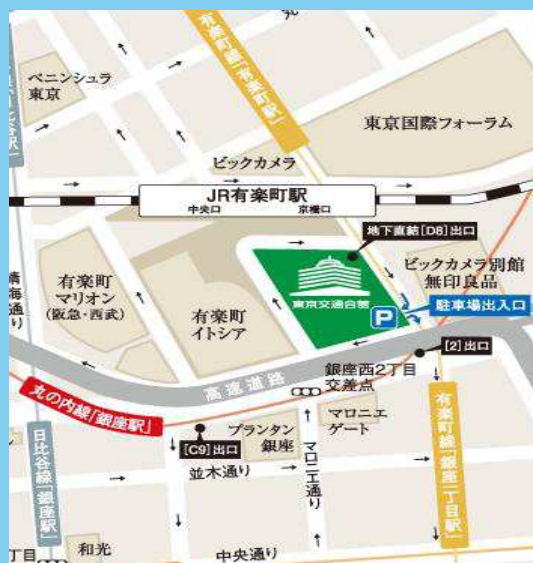 有楽町線「有楽町駅」
ペニンシュラ
東京
東京国際フォーラム
ビックカメラ
JR有楽町駅
中央口
京橋口
地下直結[D8]出口
ビックカメラ別館
無印良品
東京交通会館
P
駐車場出入口
有楽町
マリオン
(阪急・西武)
有楽町
イトシア
晴海通り
[2]出口
高速道路
銀座西2丁目
交差点
丸の内線「銀座駅」
マロニエ
ゲート
プランタン
銀座
[C9]出口
並木通り
マロニエ通り
有楽町線「銀座一丁目駅」
日比谷線「銀座駅」
和光
中央通り
丁目